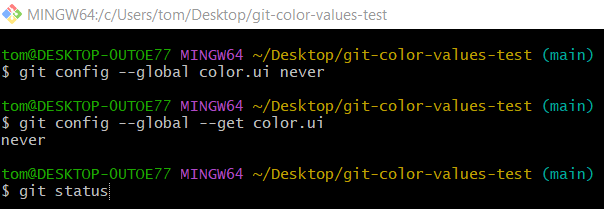 MINGW64:/c/Users/tom/Desktop/git-color-values-test
tom@DESKTOP-OUTOE77 MINGW64 ~/Desktop/git-color-values-test (main)
$ git config --global color.ui never
tom@DESKTOP-OUTOE77 MINGW64 ~/Desktop/git-color-values-test (main)
$ git config --global --get color.ui
never
tom@DESKTOP-OUTOE77 MINGW64 ~/Desktop/git-color-values-test (main)
$ git status